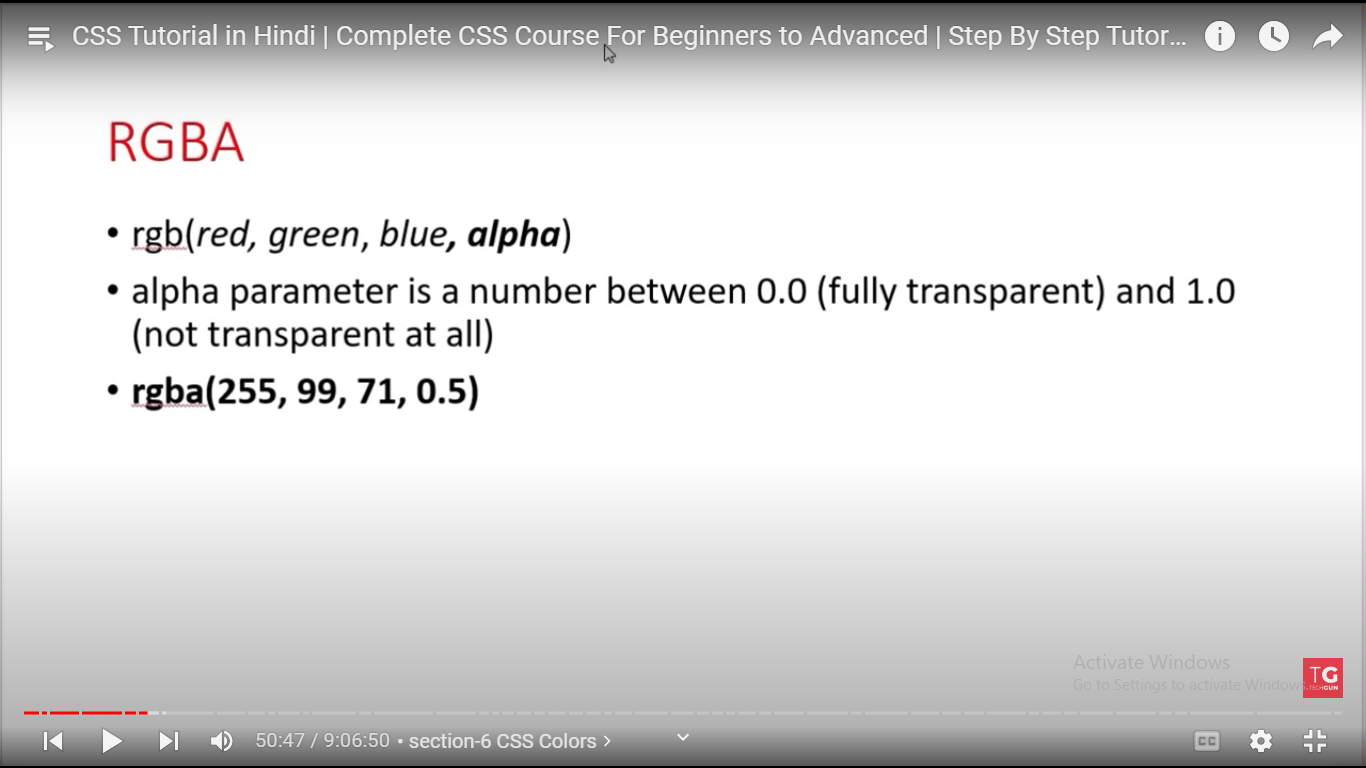 CSS Tutorial in Hindi | Complete CSS Course For Beginners to Advanced | Step By Step Tutor...
RGBA
• rgb(red, green, blue, alpha)
• alpha parameter is a number between 0.0 (fully transparent) and 1.0
(not transparent at all)
• rgba(255, 99, 71, 0.5)
Activate Windows
Go to Settings to activate Windows.
TG
TECHGUN
50:47 / 9:06:50 • section-6 CSS Colors ›
CC